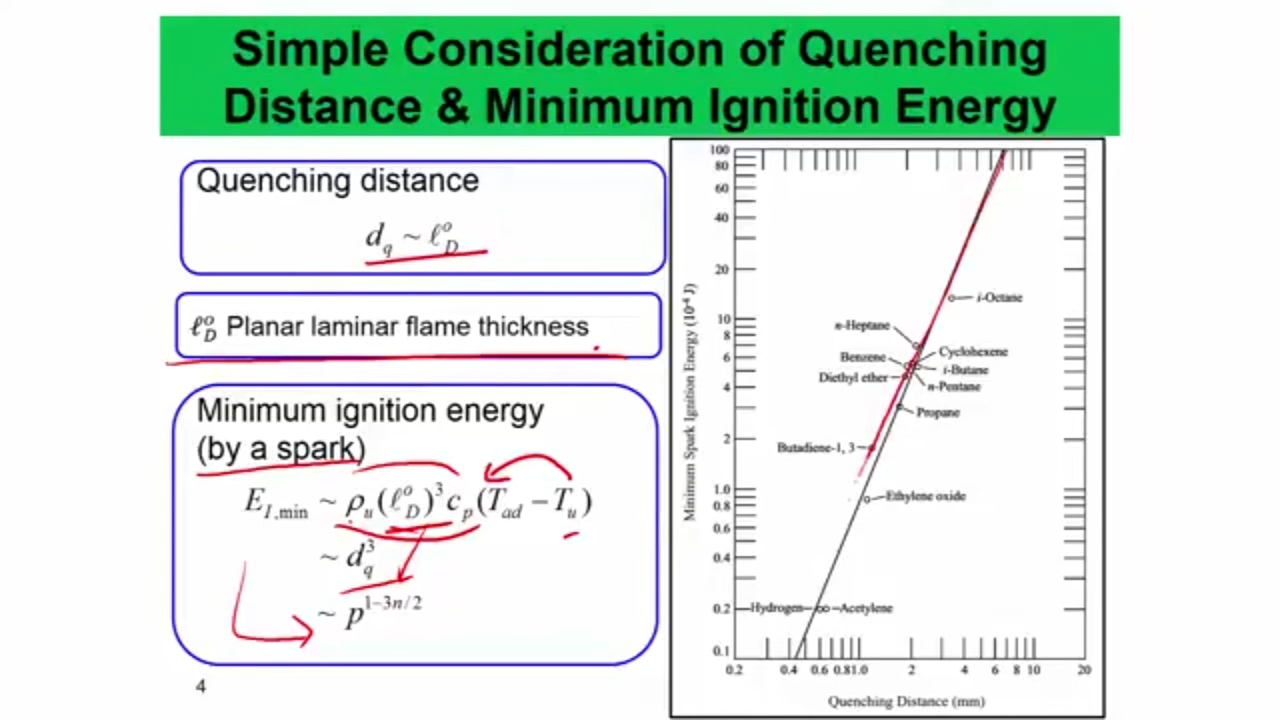 Simple Consideration of Quenching
Distance & Minimum Ignition Energy
Quenching distance
d_q ~ ℓ_D^o
ℓ_D^o Planar laminar flame thickness
Minimum ignition energy
(by a spark)
E_{I,min} ~ ρ_u(ℓ_D^o)^3 c_p(T_{ad} − T_u)
~ d_q^3
~ p^{1−3n/2}
4
Minimum Spark Ignition Energy (10⁻⁴ J)
100
80
60
40
20
10
8
6
4
2
1.0
0.8
0.6
0.4
0.2
0.1
i-Octane
n-Heptane
Cyclohexene
Benzene
i-Butane
Diethyl ether
n-Pentane
Propane
Butadiene-1, 3
Ethylene oxide
Hydrogen
Acetylene
0.2 0.4 0.6 0.8 1.0 2 4 6 8 10 20
Quenching Distance (mm)